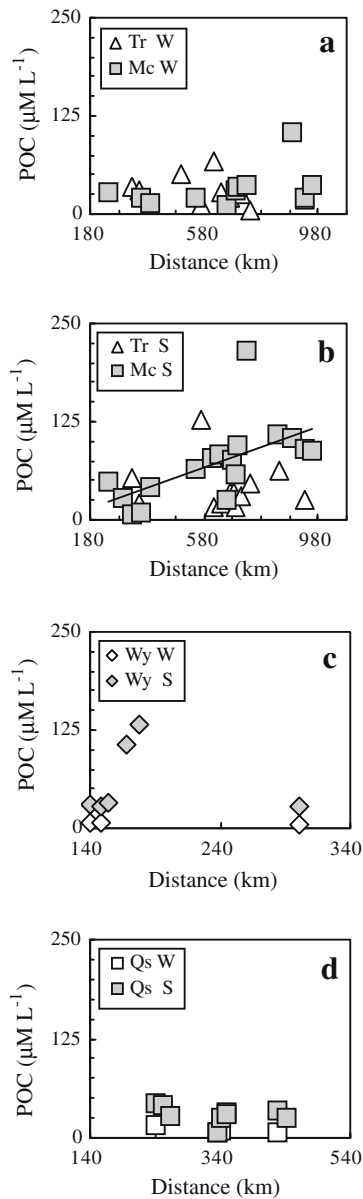 250
a
Tr W
Mc W
POC (µM L⁻¹)
125
0
180 580 980
Distance (km)
250
b
Tr S
Mc S
POC (µM L⁻¹)
125
0
180 580 980
Distance (km)
250
c
Wy W
Wy S
POC (µM L⁻¹)
125
0
140 240 340
Distance (km)
250
d
Qs W
Qs S
POC (µM L⁻¹)
125
0
140 340 540
Distance (km)